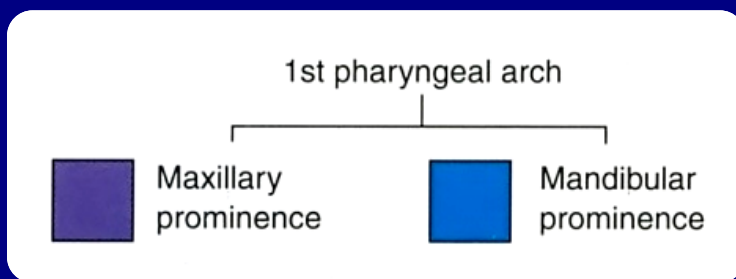 1st pharyngeal arch
Maxillary
prominence
Mandibular
prominence